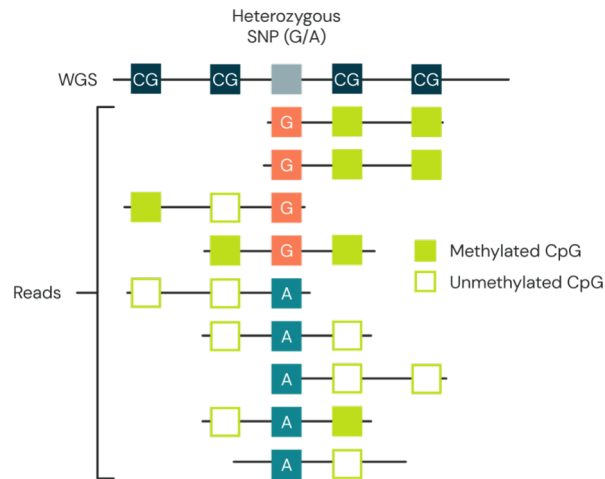 Heterozygous
SNP (G/A)
WGS CG CG CG CG
G
G
G
G
Methylated CpG
Unmethylated CpG
Reads
A
A
A
A
A